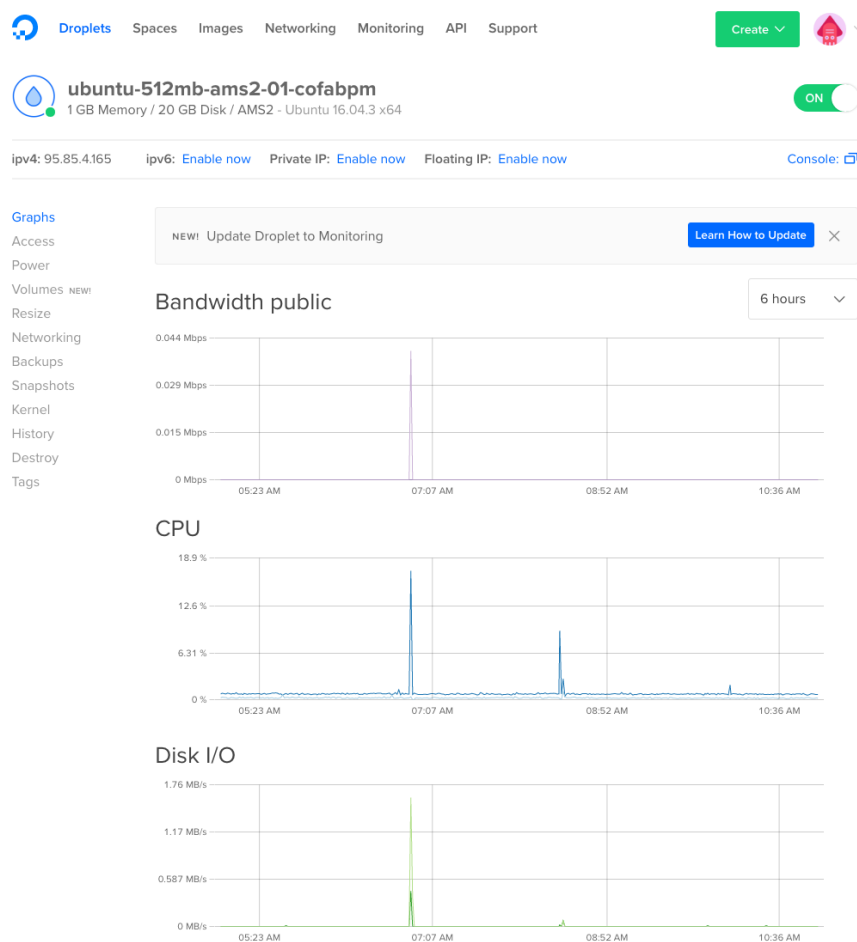 Droplets Spaces Images Networking Monitoring API Support Create
ubuntu-512mb-ams2-01-cofabpm
1 GB Memory / 20 GB Disk / AMS2 - Ubuntu 16.04.3 x64
ON
ipv4: 95.85.4.165 ipv6: Enable now Private IP: Enable now Floating IP: Enable now Console:
Graphs
Access
Power
Volumes NEW!
Resize
Networking
Backups
Snapshots
Kernel
History
Destroy
Tags
NEW! Update Droplet to Monitoring Learn How to Update
Bandwidth public
6 hours
0.044 Mbps
0.029 Mbps
0.015 Mbps
0 Mbps
05:23 AM 07:07 AM 08:52 AM 10:36 AM
CPU
18.9 %
12.6 %
6.31 %
0 %
05:23 AM 07:07 AM 08:52 AM 10:36 AM
Disk I/O
1.76 MB/s
1.17 MB/s
0.587 MB/s
0 MB/s
05:23 AM 07:07 AM 08:52 AM 10:36 AM